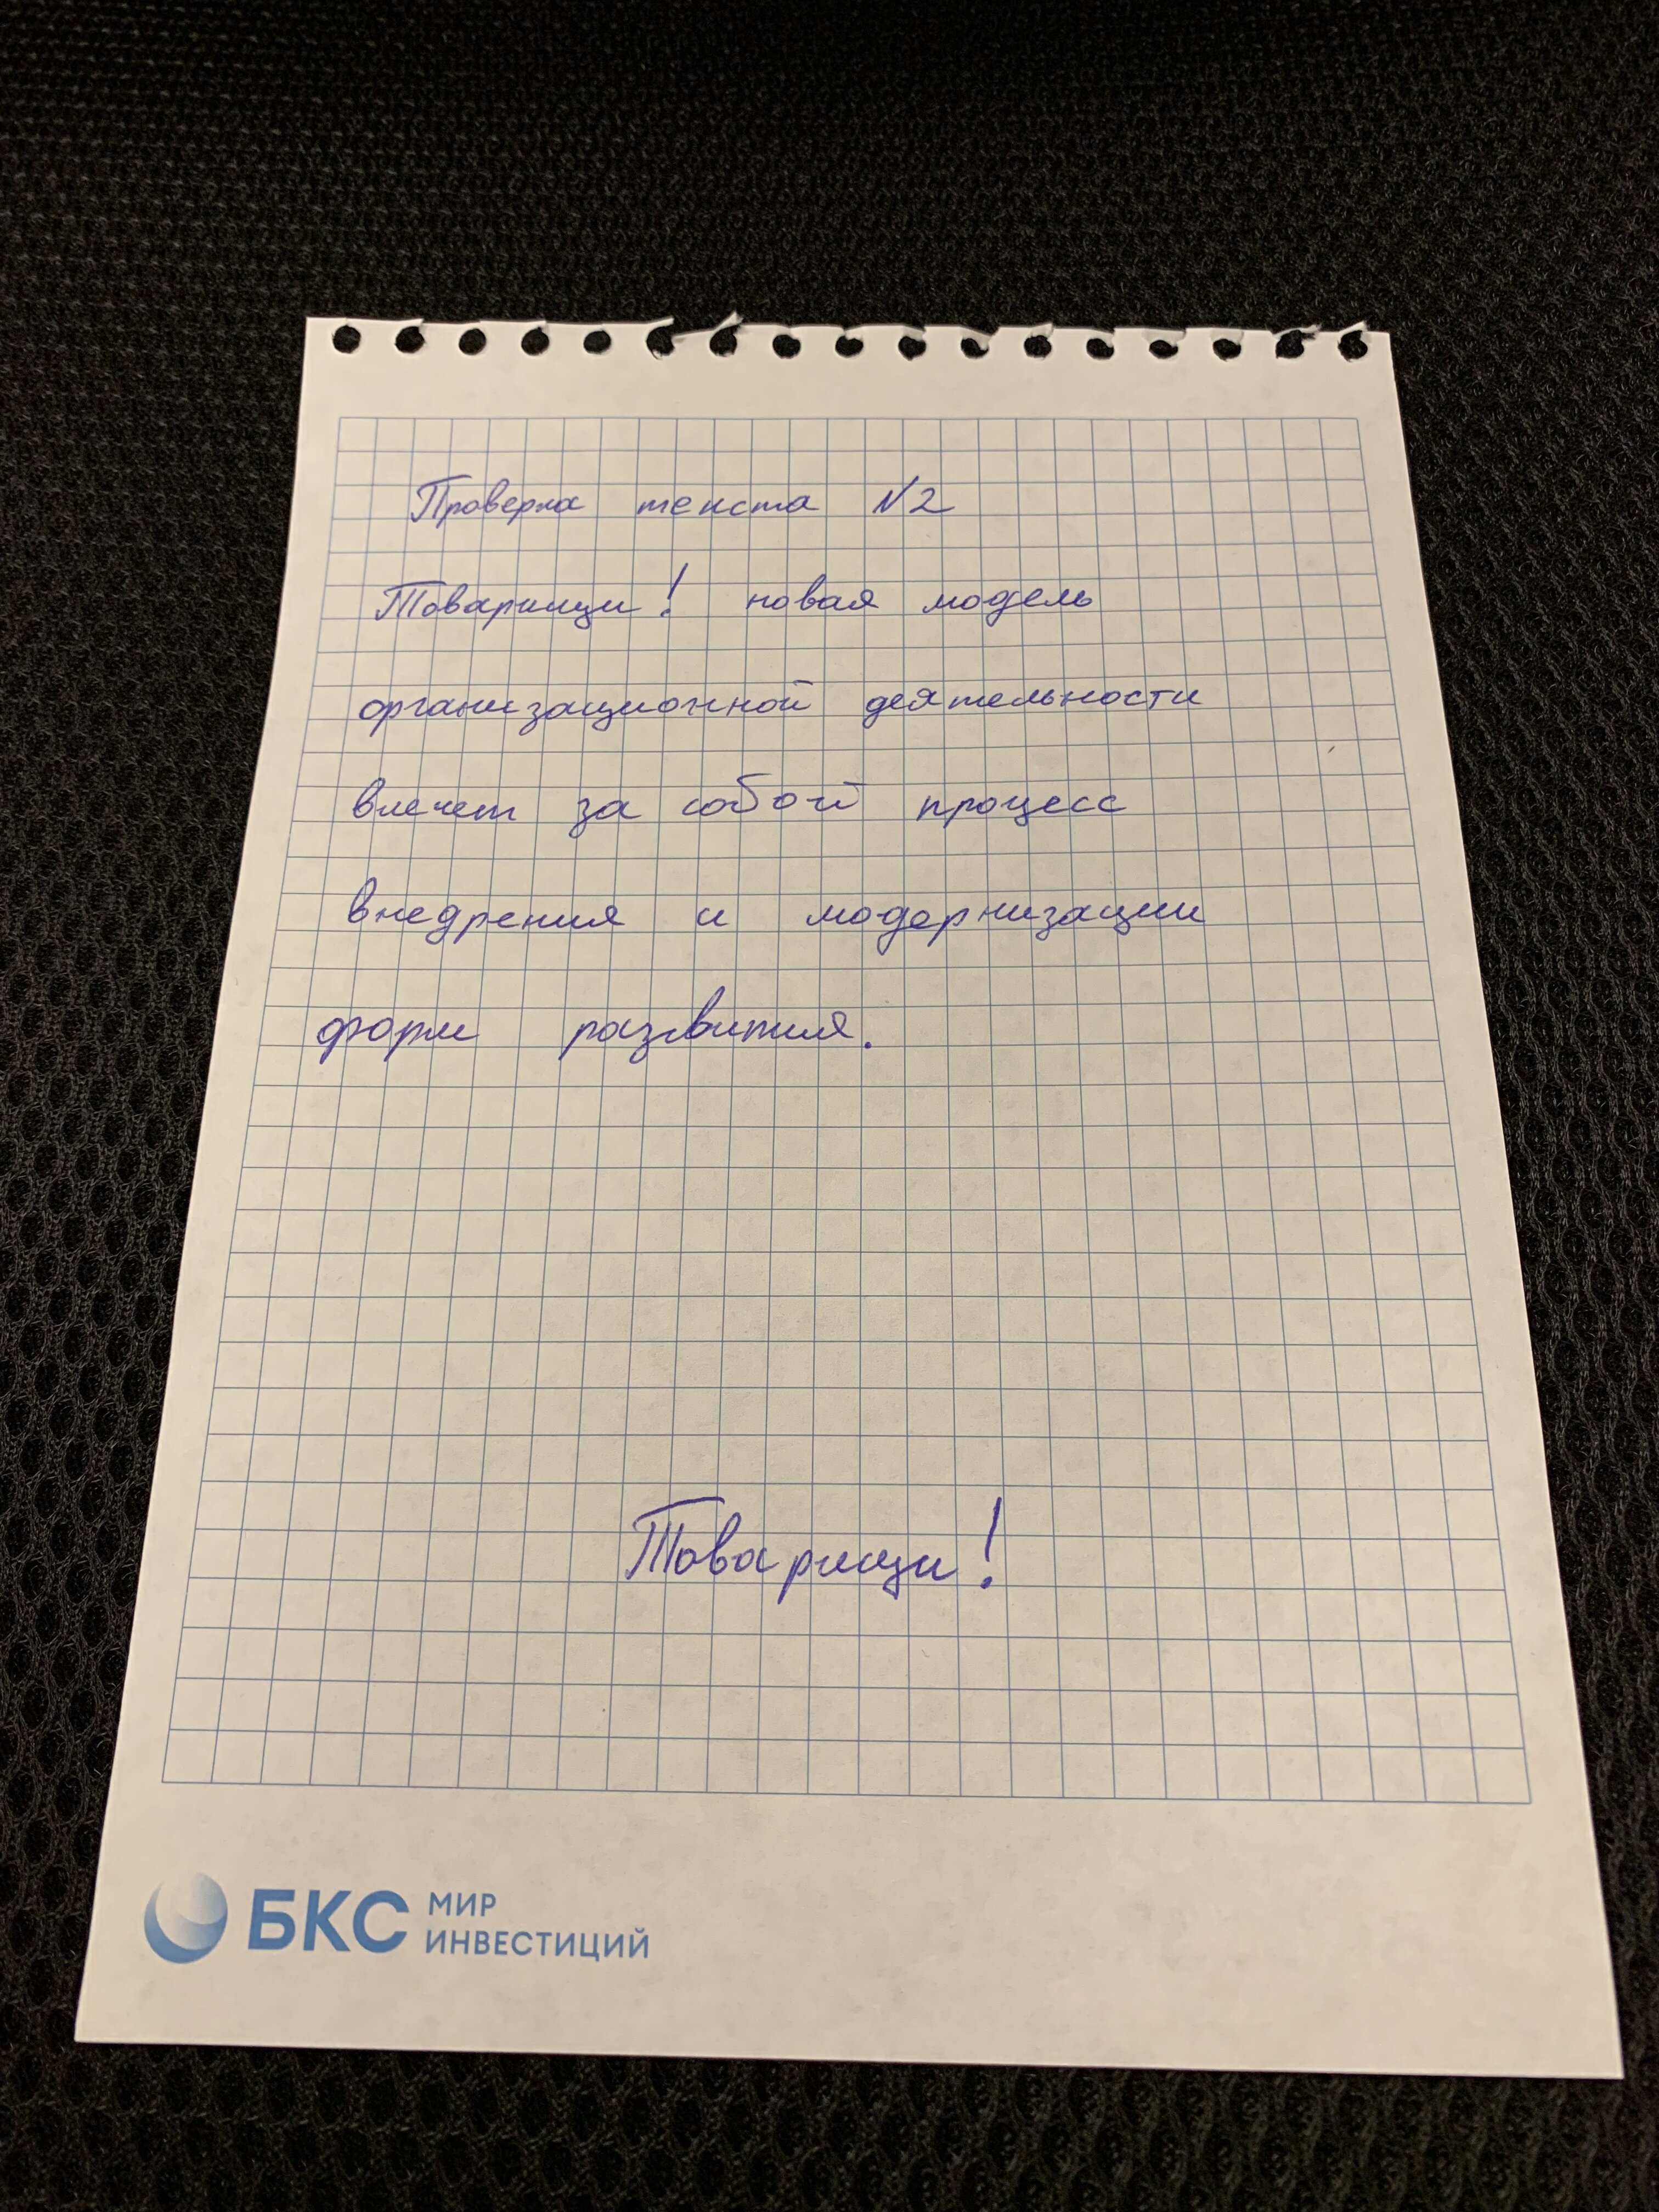 Проверка текста N2
Товарищи! новая модель
организационной деятельности
влечет за собой процесс
внедрения и модернизации
форм развития.
Товарищи!
БКС МИР
ИНВЕСТИЦИЙ